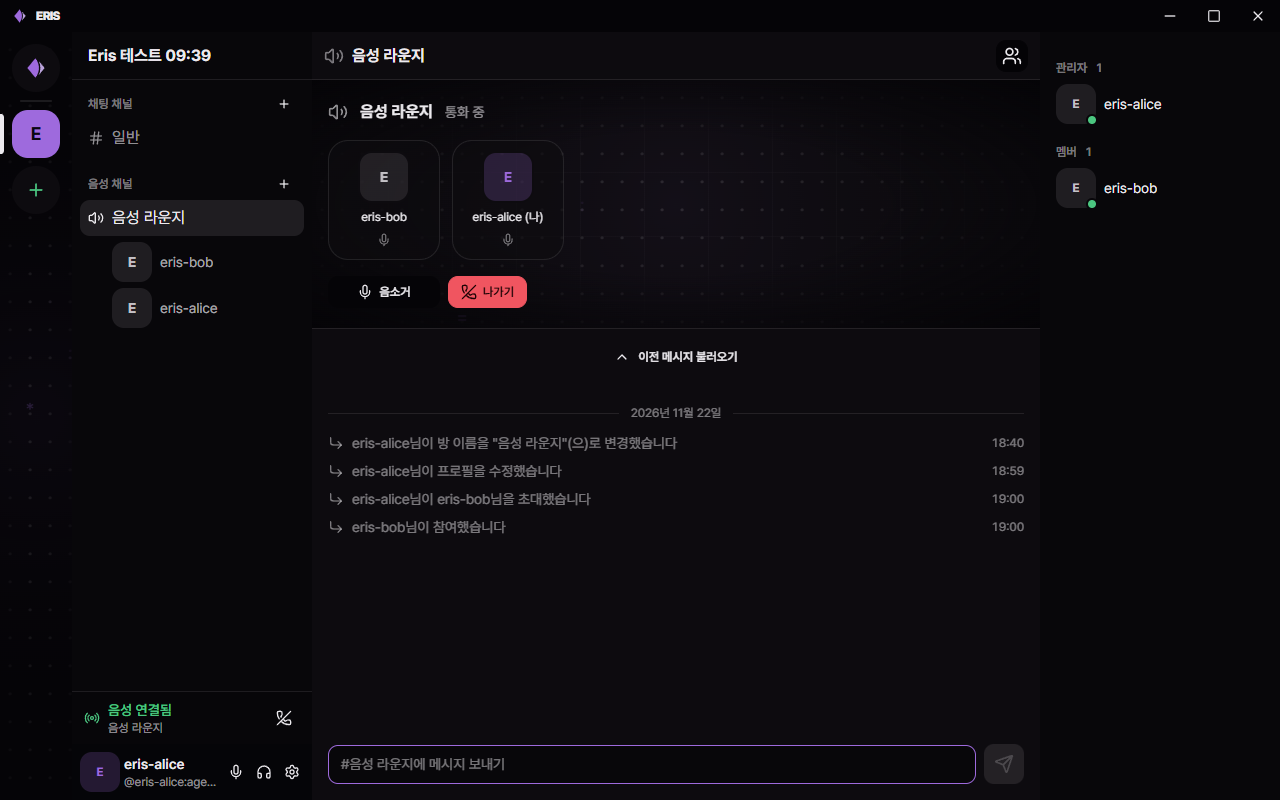 ERIS
Eris 테스트 09:39
채팅 채널
일반
음성 채널
음성 라운지
eris-bob
eris-alice
음성 연결됨
음성 라운지
E
eris-alice
@eris-alice:age...
E
음성 라운지
음성 라운지 통화 중
E
eris-bob
E
eris-alice (나)
음소거
나가기
이전 메시지 불러오기
2026년 11월 22일
eris-alice님이 방 이름을 "음성 라운지"(으)로 변경했습니다 18:40
eris-alice님이 프로필을 수정했습니다 18:59
eris-alice님이 eris-bob님을 초대했습니다 19:00
eris-bob님이 참여했습니다 19:00
#음성 라운지에 메시지 보내기
관리자 1
E
eris-alice
멤버 1
E
eris-bob